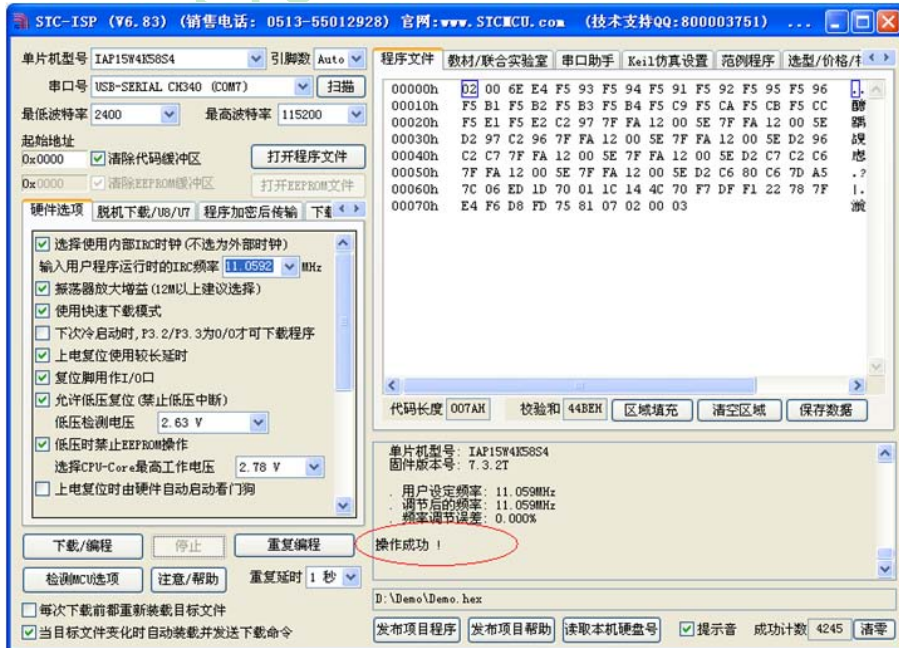 STC-ISP (V6.83) (销售电话: 0513-55012928) 官网:www.STCMCU.com (技术支持QQ:800003751) ...
单片机型号 IAP15W4K58S4 引脚数 Auto
串口号 USB-SERIAL CH340 (COM7) 扫描
最低波特率 2400 最高波特率 115200
起始地址
0x0000 清除代码缓冲区 打开程序文件
0x0000 清除EEPROM缓冲区 打开EEPROM文件
硬件选项 脱机下载/U8/U7 程序加密后传输
选择使用内部IRC时钟(不选为外部时钟)
输入用户程序运行时的IRC频率 11.0592 MHz
振荡器放大增益(12M以上建议选择)
使用快速下载模式
下次冷启动时,P3.2/P3.3为0/0才可下载程序
上电复位使用较长延时
复位脚用作I/O口
允许低压复位(禁止低压中断)
低压检测电压 2.63 V
低压时禁止EEPROM操作
选择CPU-Core最高工作电压 2.78 V
上电复位时由硬件自动启动看门狗
下载/编程 停止 重复编程
检测MCU选项 注意/帮助 重复延时 1 秒
每次下载前都重新装载目标文件
当目标文件变化时自动装载并发送下载命令
程序文件 教材/联合实验室 串口助手 Keil仿真设置 范例程序 选型/价格/
00000h 02 00 6E E4 F5 93 F5 94 F5 91 F5 92 F5 95 F5 96
00010h F5 B1 F5 B2 F5 B3 F5 B4 F5 C9 F5 CA F5 CB F5 CC
00020h F5 E1 F5 E2 C2 97 7F FA 12 00 5E 7F FA 12 00 5E
00030h D2 97 C2 96 7F FA 12 00 5E 7F FA 12 00 5E D2 96
00040h C2 C7 7F FA 12 00 5E 7F FA 12 00 5E D2 C7 C2 C6
00050h 7F FA 12 00 5E 7F FA 12 00 5E D2 C6 80 C6 7D A5 .?
00060h 7C 06 ED 1D 70 01 1C 14 4C 70 F7 DF F1 22 78 7F |.
00070h E4 F6 D8 FD 75 81 07 02 00 03
代码长度 007AH 校验和 44BEH 区域填充 清空区域 保存数据
单片机型号: IAP15W4K58S4
固件版本号: 7.3.2T
. 用户设定频率: 11.059MHz
. 调节后的频率: 11.059MHz
. 频率调节误差: 0.000%
操作成功 !
D:\Demo\Demo.hex
发布项目程序 发布项目帮助 读取本机硬盘号 提示音 成功计数 4245 清零